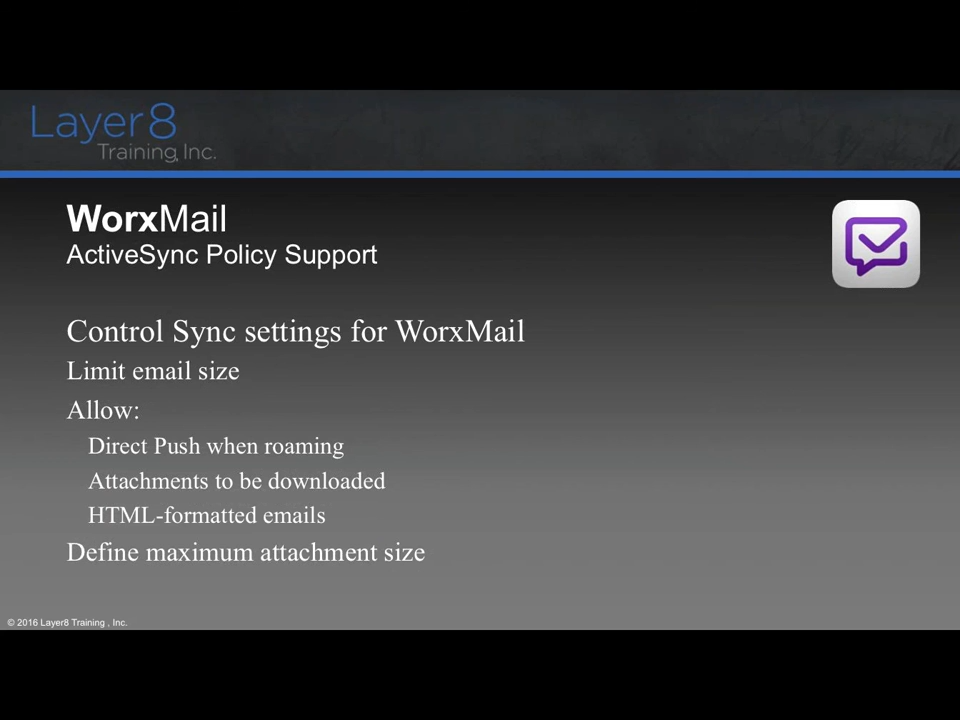 Layer8
Training, Inc.
WorxMail
ActiveSync Policy Support
Control Sync settings for WorxMail
Limit email size
Allow:
Direct Push when roaming
Attachments to be downloaded
HTML-formatted emails
Define maximum attachment size
© 2016 Layer8 Training , Inc.